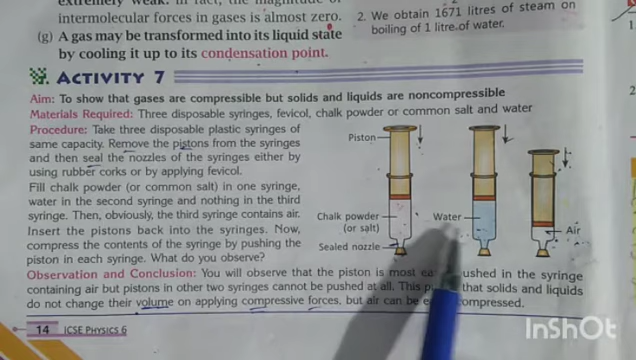 intermolecular forces in gases is almost zero.
(g) A gas may be transformed into its liquid state
by cooling it up to its condensation point.
2. We obtain 1671 litres of steam on
boiling of 1 litre of water.
ACTIVITY 7
Aim: To show that gases are compressible but solids and liquids are noncompressible
Materials Required: Three disposable syringes, fevicol, chalk powder or common salt and water
Procedure: Take three disposable plastic syringes of
same capacity. Remove the pistons from the syringes
and then seal the nozzles of the syringes either by
using rubber corks or by applying fevicol.
Fill chalk powder (or common salt) in one syringe,
water in the second syringe and nothing in the third
syringe. Then, obviously, the third syringe contains air.
Insert the pistons back into the syringes. Now,
compress the contents of the syringe by pushing the
piston in each syringe. What do you observe?
Piston
Chalk powder
(or salt)
Sealed nozzle
Water
Air
Observation and Conclusion: You will observe that the piston is most ushed in the syringe
containing air but pistons in other two syringes cannot be pushed at all. This that solids and liquids
do not change their volume on applying compressive forces, but air can be compressed.
14 ICSE PHYSICS 6
InShOt